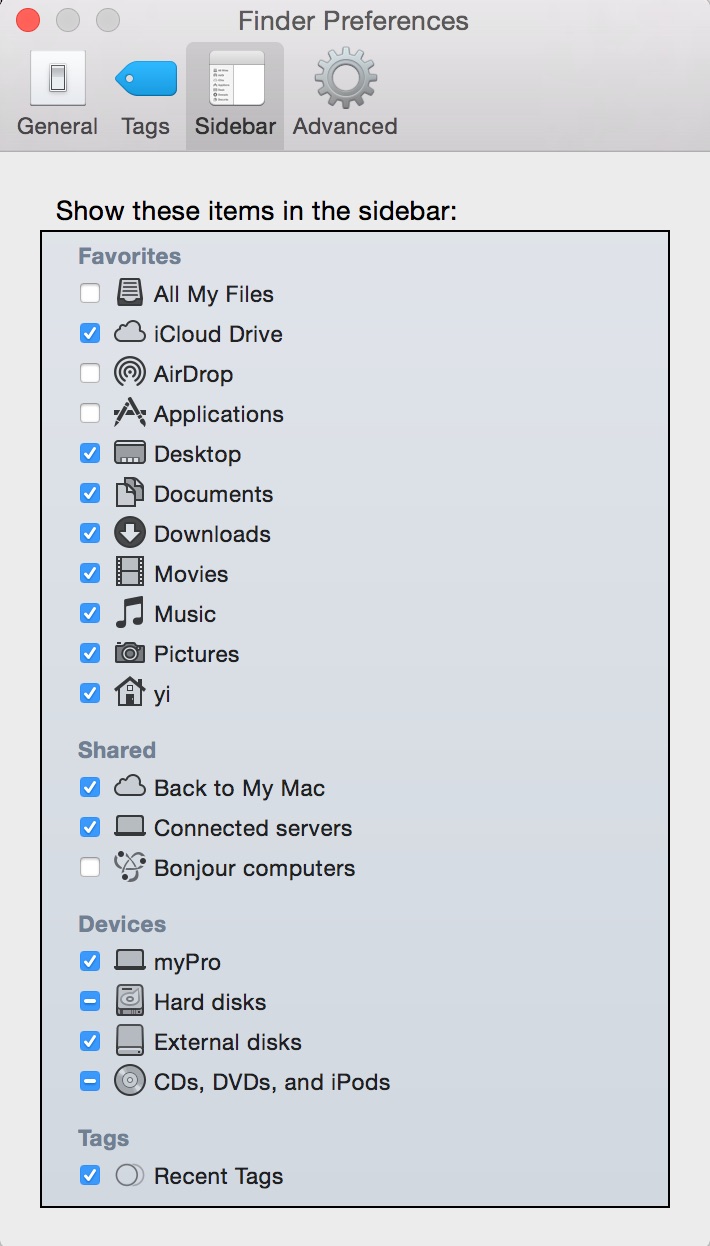 Finder Preferences
General Tags Sidebar Advanced
Show these items in the sidebar:
Favorites
All My Files
iCloud Drive
AirDrop
Applications
Desktop
Documents
Downloads
Movies
Music
Pictures
yi
Shared
Back to My Mac
Connected servers
Bonjour computers
Devices
myPro
Hard disks
External disks
CDs, DVDs, and iPods
Tags
Recent Tags